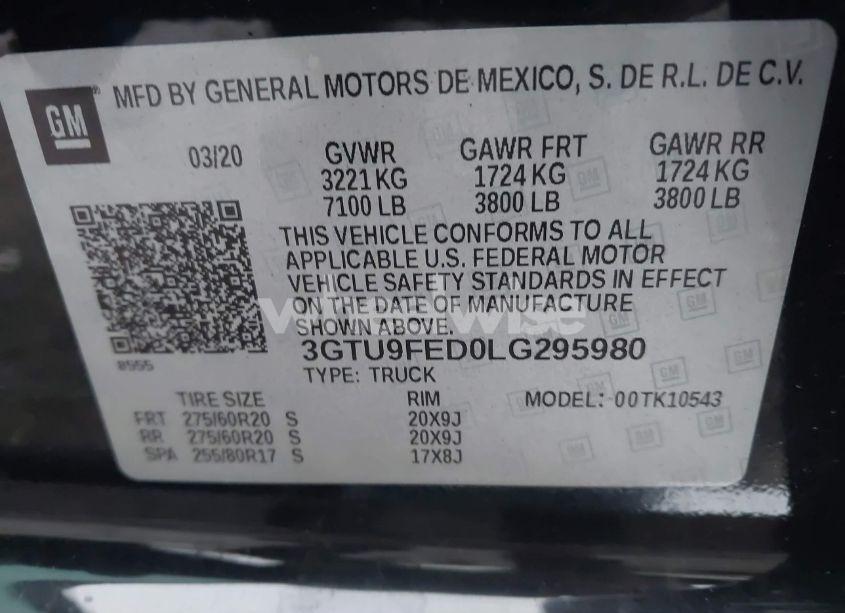 GM
MFD BY GENERAL MOTORS DE MEXICO, S. DE R.L. DE C.V.
03/20 GVWR GAWR FRT GAWR RR
3221 KG 1724 KG 1724 KG
7100 LB 3800 LB 3800 LB
THIS VEHICLE CONFORMS TO ALL
APPLICABLE U.S. FEDERAL MOTOR
VEHICLE SAFETY STANDARDS IN EFFECT
ON THE DATE OF MANUFACTURE
SHOWN ABOVE.
8555
3GTU9FED0LG295980
TYPE: TRUCK
TIRE SIZE RIM MODEL: 00TK10543
FRT 275/60R20 S 20X9J
RR 275/60R20 S 20X9J
SPA 255/80R17 S 17X8J